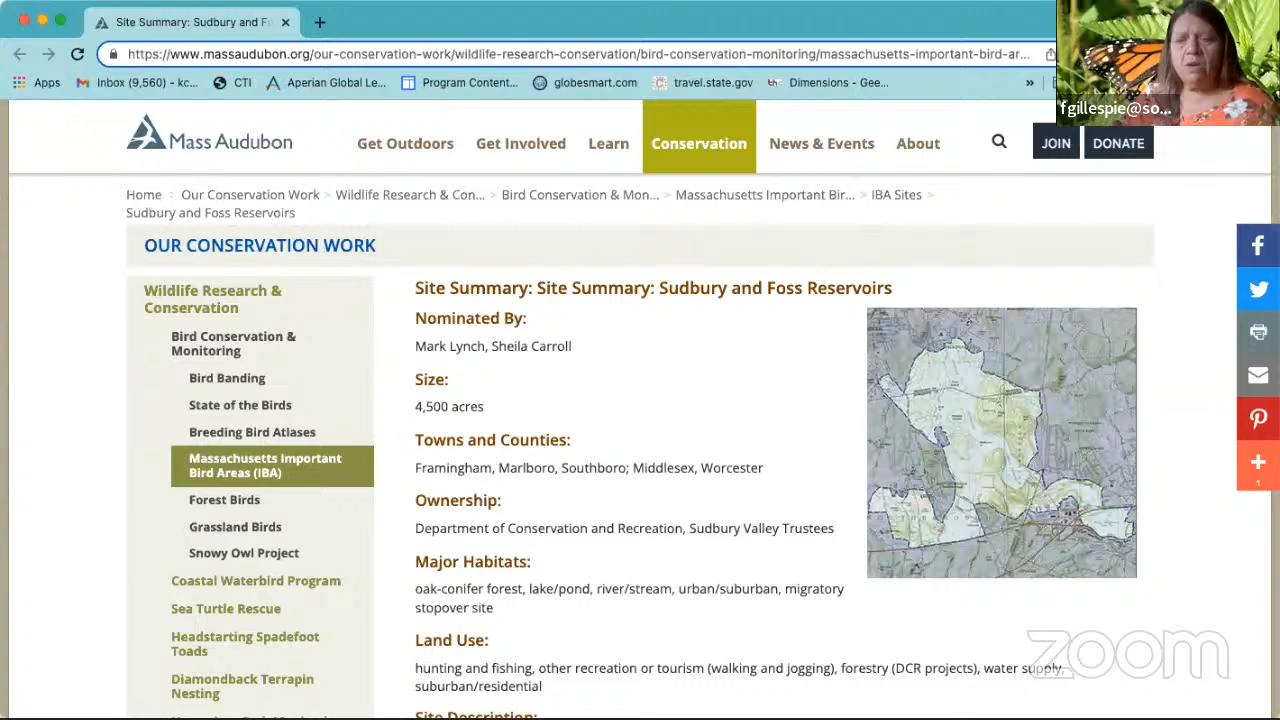 Site Summary: Sudbury and F
https://www.massaudubon.org/our-conservation-work/wildlife-research-conservation/bird-conservation-monitoring/massachusetts-important-bird-ar...
Apps Inbox (9,560) - kc... CTI Aperian Global Le... Program Content... globesmart.com travel.state.gov Dimensions - Gee... »
fgillespie@so...
Mass Audubon
Get Outdoors Get Involved Learn Conservation News & Events About JOIN DONATE
Home : Our Conservation Work > Wildlife Research & Con... > Bird Conservation & Mon... > Massachusetts Important Bir... > IBA Sites >
Sudbury and Foss Reservoirs
OUR CONSERVATION WORK
Wildlife Research &
Conservation
Bird Conservation &
Monitoring
Bird Banding
State of the Birds
Breeding Bird Atlases
Massachusetts Important
Bird Areas (IBA)
Forest Birds
Grassland Birds
Snowy Owl Project
Coastal Waterbird Program
Sea Turtle Rescue
Headstarting Spadefoot
Toads
Diamondback Terrapin
Nesting
Site Summary: Site Summary: Sudbury and Foss Reservoirs
Nominated By:
Mark Lynch, Sheila Carroll
Size:
4,500 acres
Towns and Counties:
Framingham, Marlboro, Southboro; Middlesex, Worcester
Ownership:
Department of Conservation and Recreation, Sudbury Valley Trustees
Major Habitats:
oak-conifer forest, lake/pond, river/stream, urban/suburban, migratory
stopover site
Land Use:
hunting and fishing, other recreation or tourism (walking and jogging), forestry (DCR projects), water supply,
suburban/residential
Site Description:
1
zoom